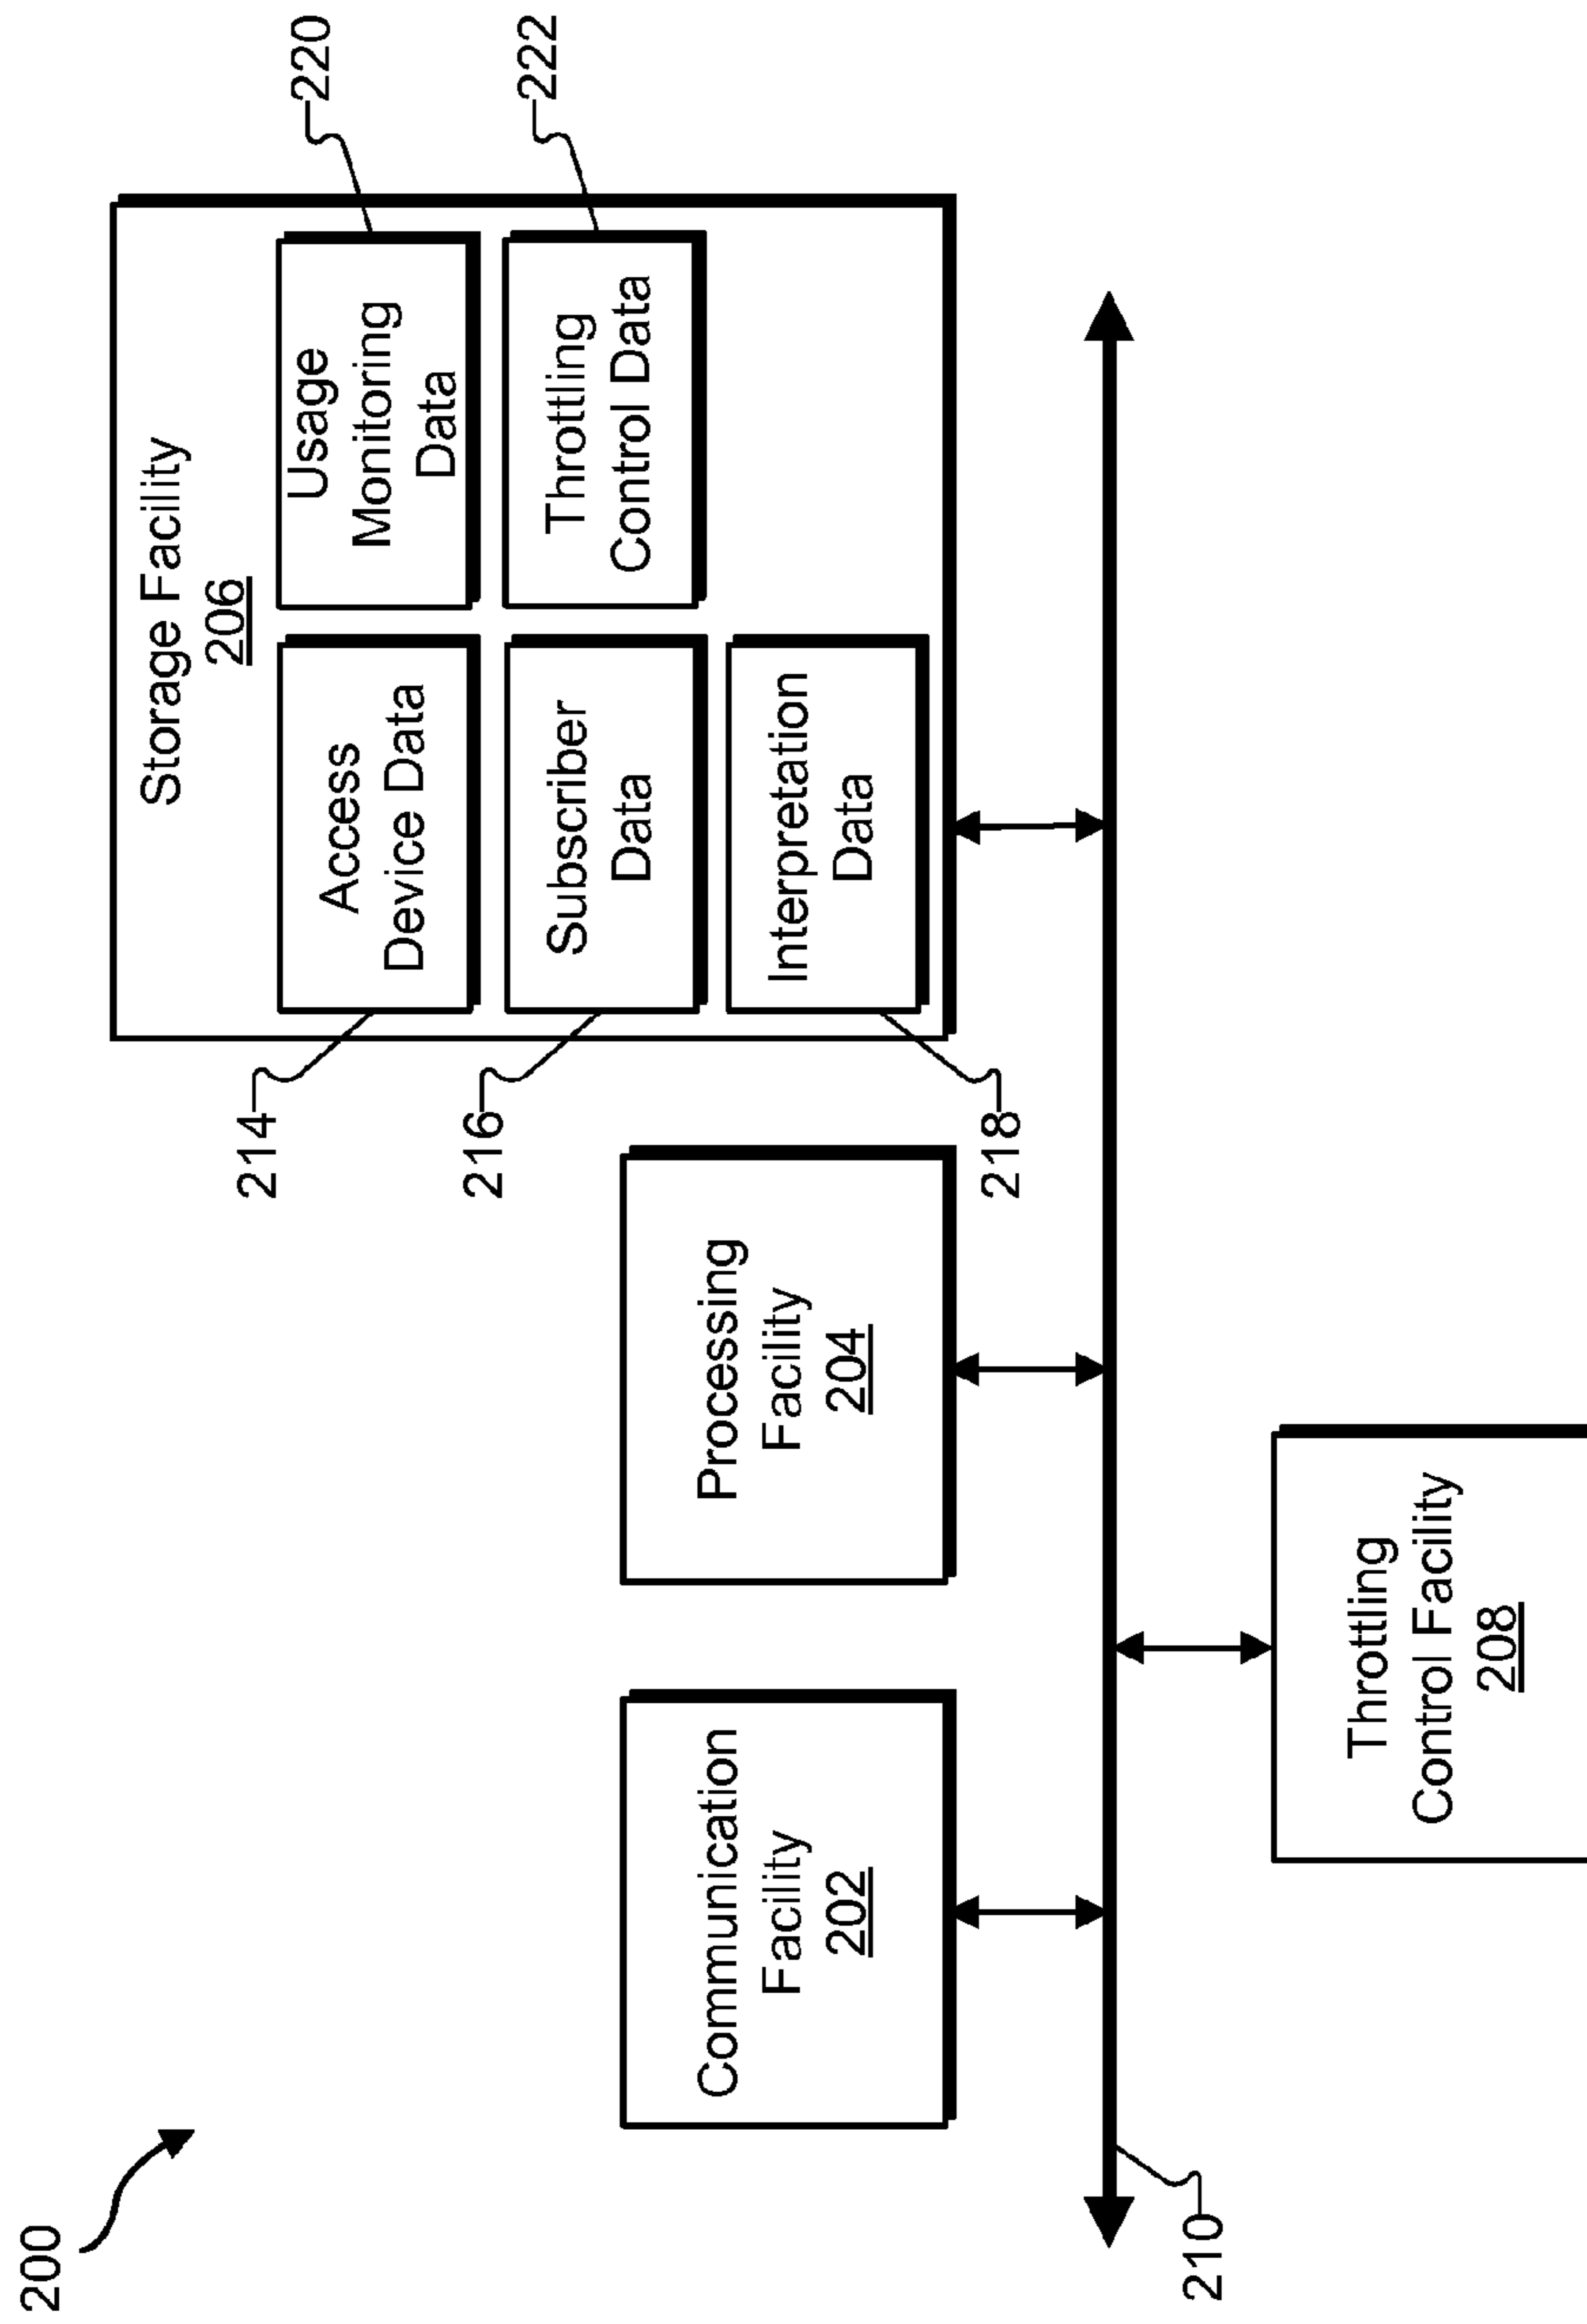 200
Storage Facility
206
Access
Device Data
Usage
Monitoring
Data
220
214
Subscriber
Data
Throttling
Control Data
222
216
Interpretation
Data
218
Communication
Facility
202
Processing
Facility
204
210
Throttling
Control Facility
208